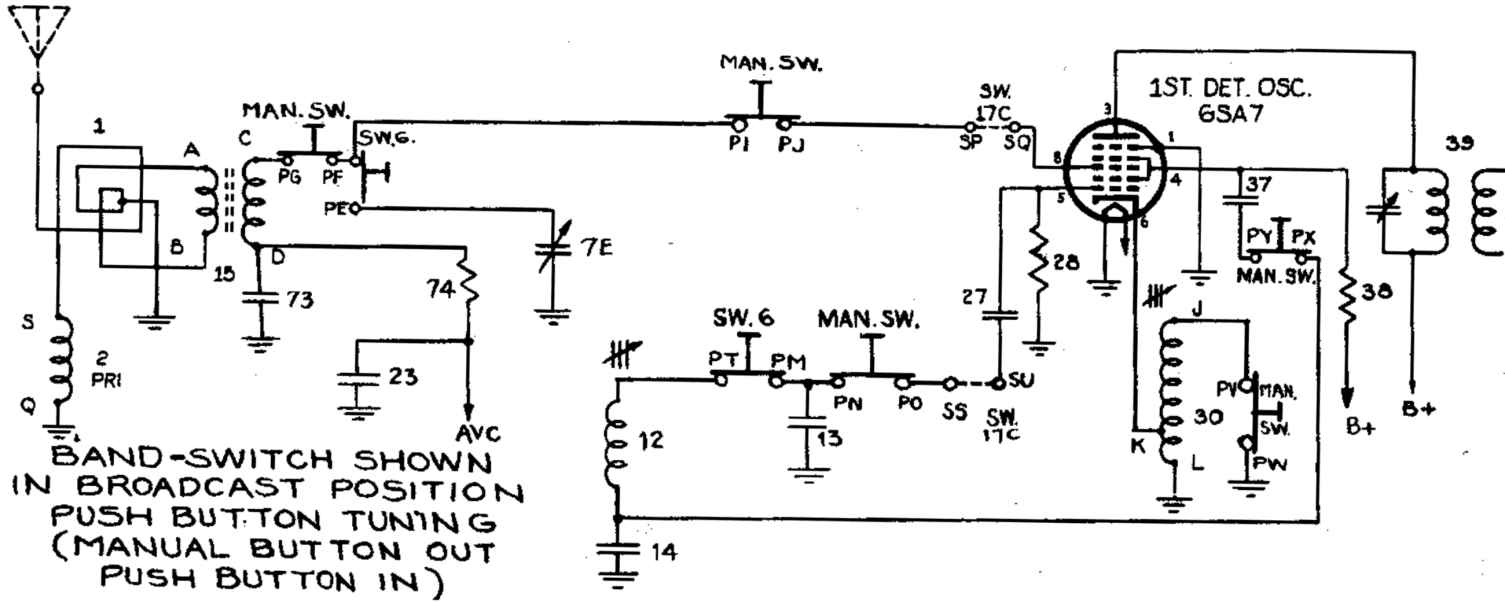 MAN. SW.
1ST. DET. OSC.
6SA7
SW.
17C
PI
PJ
SP
SQ
3
1
8
4
5
6
1
MAN. SW.
SW. 6.
A
C
PG
PF
PE
B
D
15
73
74
7E
23
AVC
S
2
PRI
Q
SW. 6
MAN. SW.
PT
PM
PN
PO
SS
SU
SW.
17C
12
13
14
27
28
37
PY
PX
MAN. SW.
38
39
J
PV
MAN.
SW.
30
K
L
PW
B+
B+
BAND-SWITCH SHOWN
IN BROADCAST POSITION
PUSH BUTTON TUNING
(MANUAL BUTTON OUT
PUSH BUTTON IN)